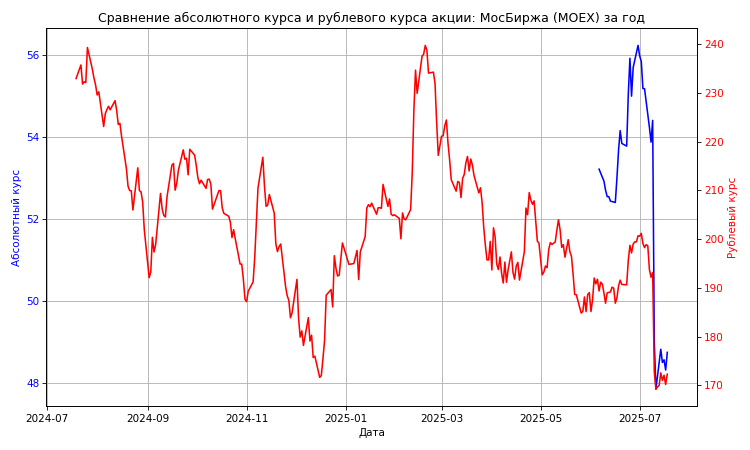 Сравнение абсолютного курса и рублевого курса акции: МосБиржа (MOEX) за год
Абсолютный курс
56
54
52
50
48
240
230
220
210
200
190
180
170
Рублевый курс
2024-07 2024-09 2024-11 2025-01 2025-03 2025-05 2025-07
Дата